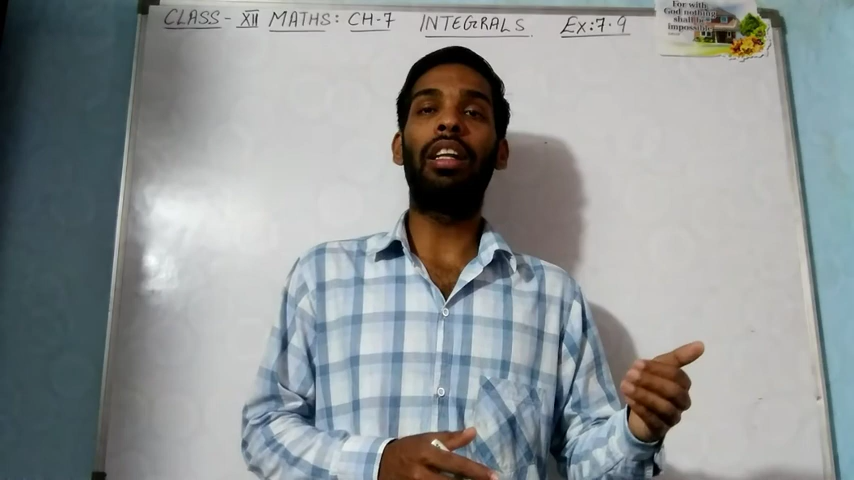 CLASS - XII MATHS: CH-7 INTEGRALS. EX: 7.9
For with
God nothing
shall be
impossible